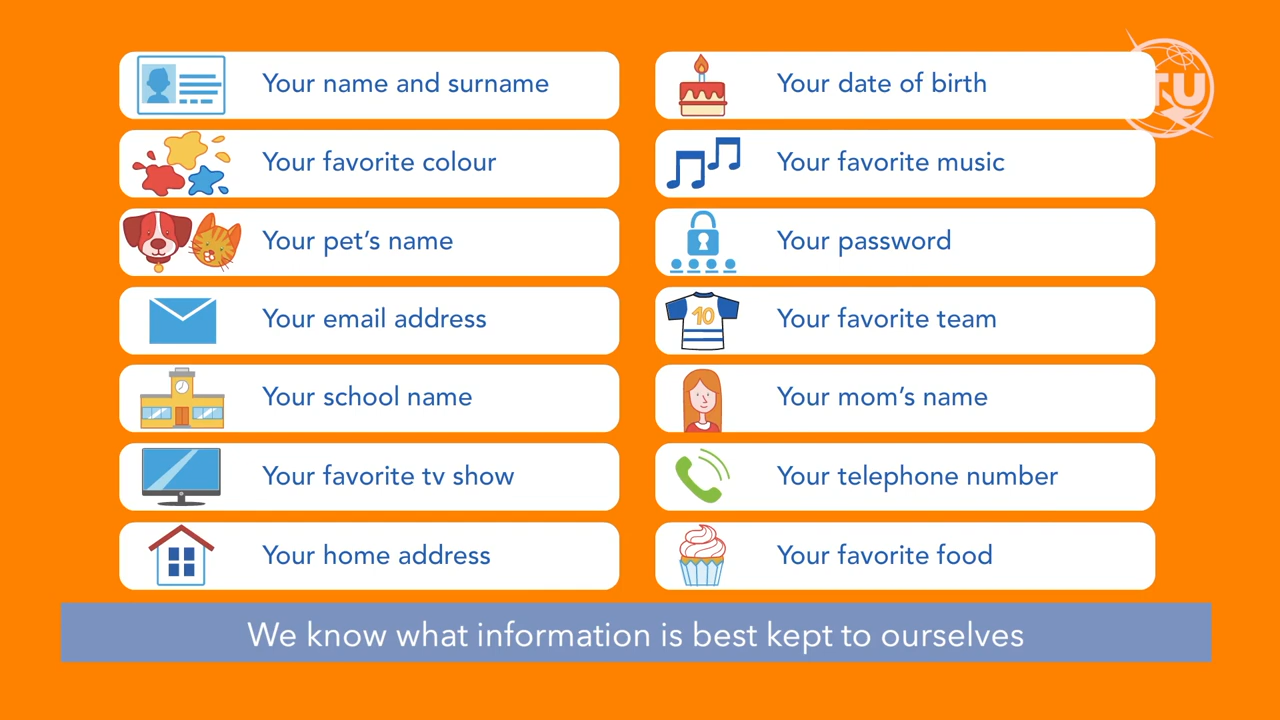 Your name and surname
Your date of birth
Your favorite colour
Your favorite music
Your pet's name
Your password
Your email address
10
Your favorite team
Your school name
Your mom's name
Your favorite tv show
Your telephone number
Your home address
Your favorite food
We know what information is best kept to ourselves